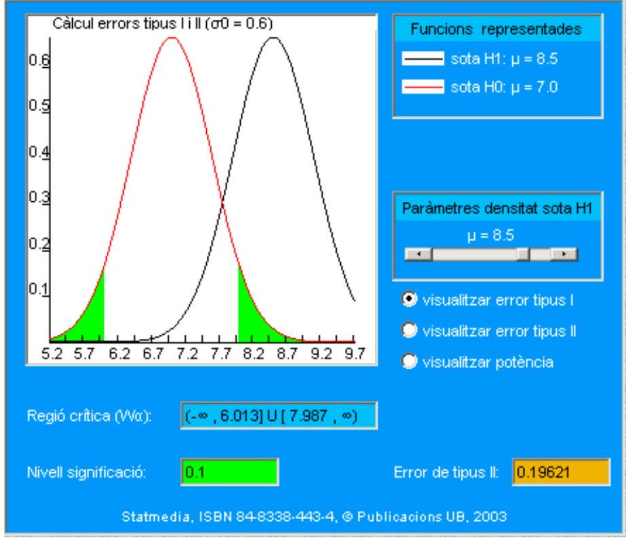 Càlcul errors tipus I i II (σ0 = 0.6)
0.6
0.5
0.4
0.3
0.2
0.1
5.2 5.7 6.2 6.7 7.2 7.7 8.2 8.7 9.2 9.7
Funcions representades
sota H1: μ = 8.5
sota H0: μ = 7.0
Paràmetres densitat sota H1
μ = 8.5
visualitzar error tipus I
visualitzar error tipus II
visualitzar potència
Regió crítica (Wα): (-∞ , 6.013] U [ 7.987 , ∞)
Nivell significació: 0.1
Error de tipus II: 0.19621
Statmedia, ISBN 84-8338-443-4, © Publicacions UB, 2003